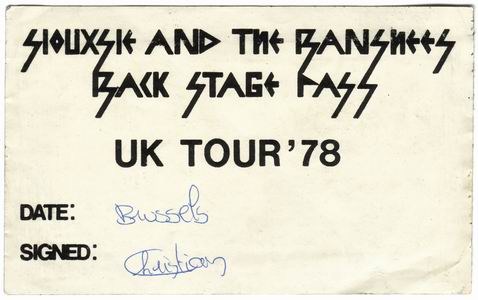 SIOUXSIE AND THE BANSHEES
BACK STAGE PASS
UK TOUR '78
DATE: Brussels
SIGNED: Christian